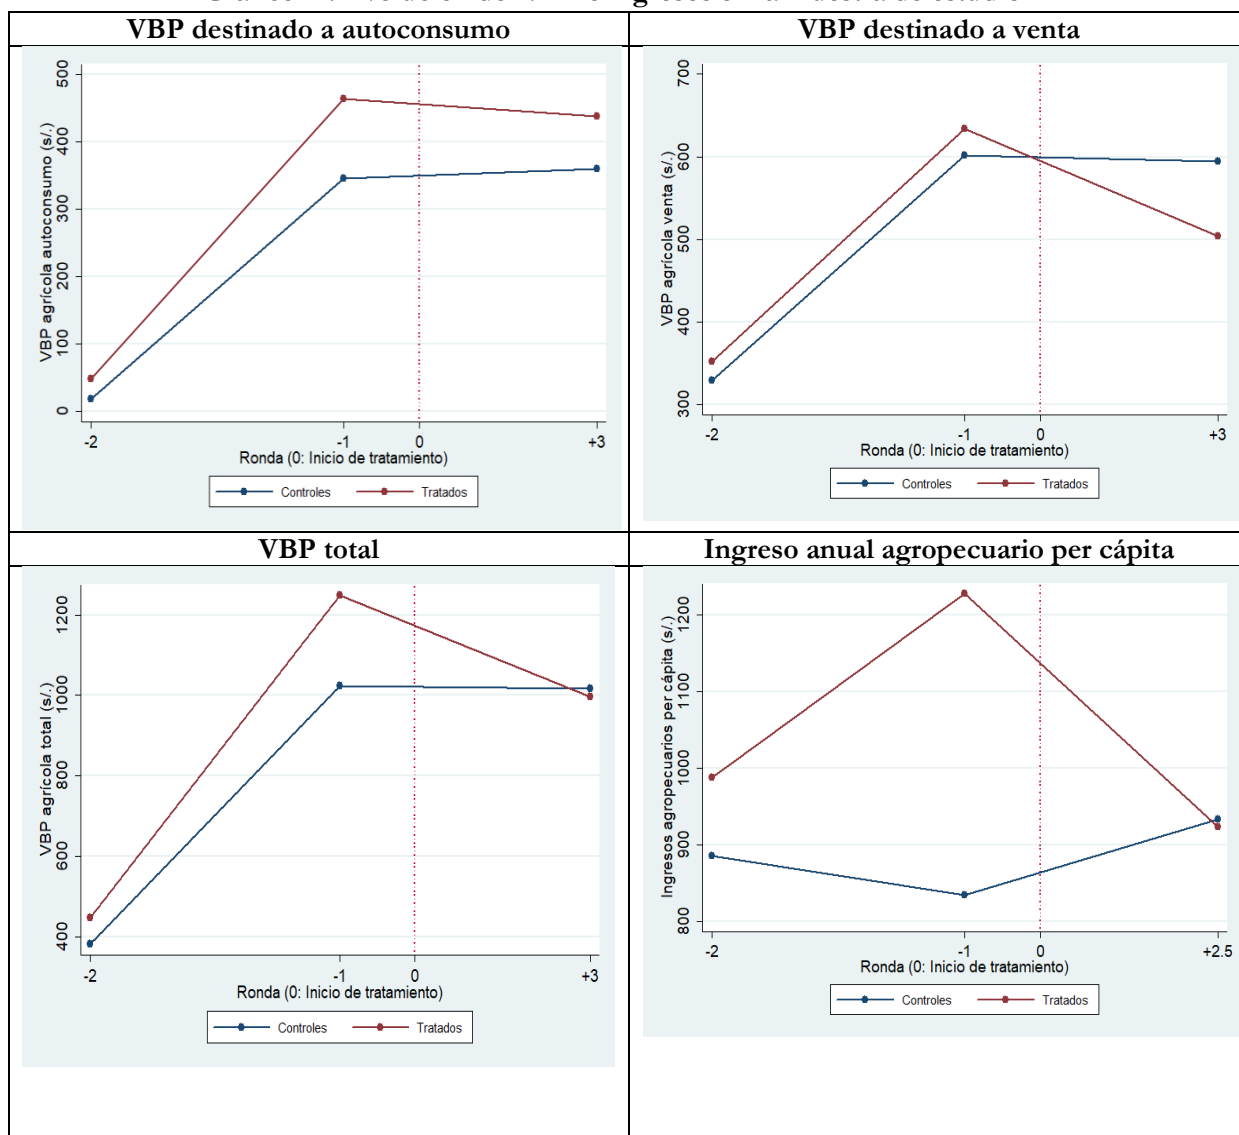 VBP destinado a autoconsumo
VBP destinado a venta
VBP agrícola autoconsumo (s/.)
500
400
300
200
100
0
-2
-1
0
+3
Ronda (0: Inicio de tratamiento)
Controles
Tratados
VBP agrícola venta (s/.)
700
600
500
400
300
-2
-1
0
+3
Ronda (0: Inicio de tratamiento)
Controles
Tratados
VBP total
Ingreso anual agropecuario per cápita
VBP agrícola total (s/.)
1200
1000
800
600
400
-2
-1
0
+3
Ronda (0: Inicio de tratamiento)
Controles
Tratados
Ingresos agropecuarios per cápita (s/.)
1200
1100
1000
900
800
-2
-1
0
+2.5
Ronda (0: Inicio de tratamiento)
Controles
Tratados